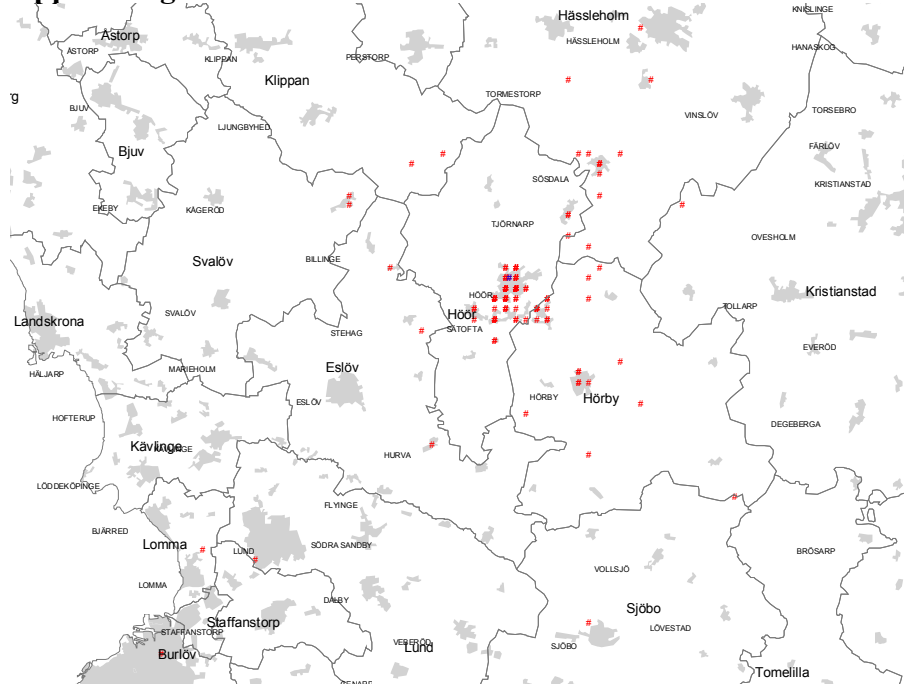 KNISLINGE
Hässleholm
Åstorp
HÄSSLEHOLM
HANASKOG
ÅSTORP
KLIPPAN
PERSTORP
Klippan
TORMESTORP
BJUV
VINSLÖV
TORSEBRO
LJUNGBYHED
Bjuv
FÄRLÖV
SÖSDALA
KRISTIANSTAD
EKEBY
KÅGERÖD
TJÖRNARP
OVESHOLM
Svalöv
BILLINGE
Kristianstad
HÖÖR
TOLLARP
SVALÖV
Höör
Landskrona
SÄTOFTA
STEHAG
EVERÖD
MARIEHOLM
Eslöv
HÄLJARP
HÖRBY
Hörby
ESLÖV
HOFTERUP
DEGEBERGA
Kävlinge
HURVA
LÖDDEKÖPINGE
FLYINGE
BJÄRRED
Lomma
LUND
SÖDRA SANDBY
BRÖSARP
VOLLSJÖ
LOMMA
DALBY
Sjöbo
Staffanstorp
LÖVESTAD
STAFFANSTORP
VEBERÖD
Lund
SJÖBO
Burlöv
Tomelilla